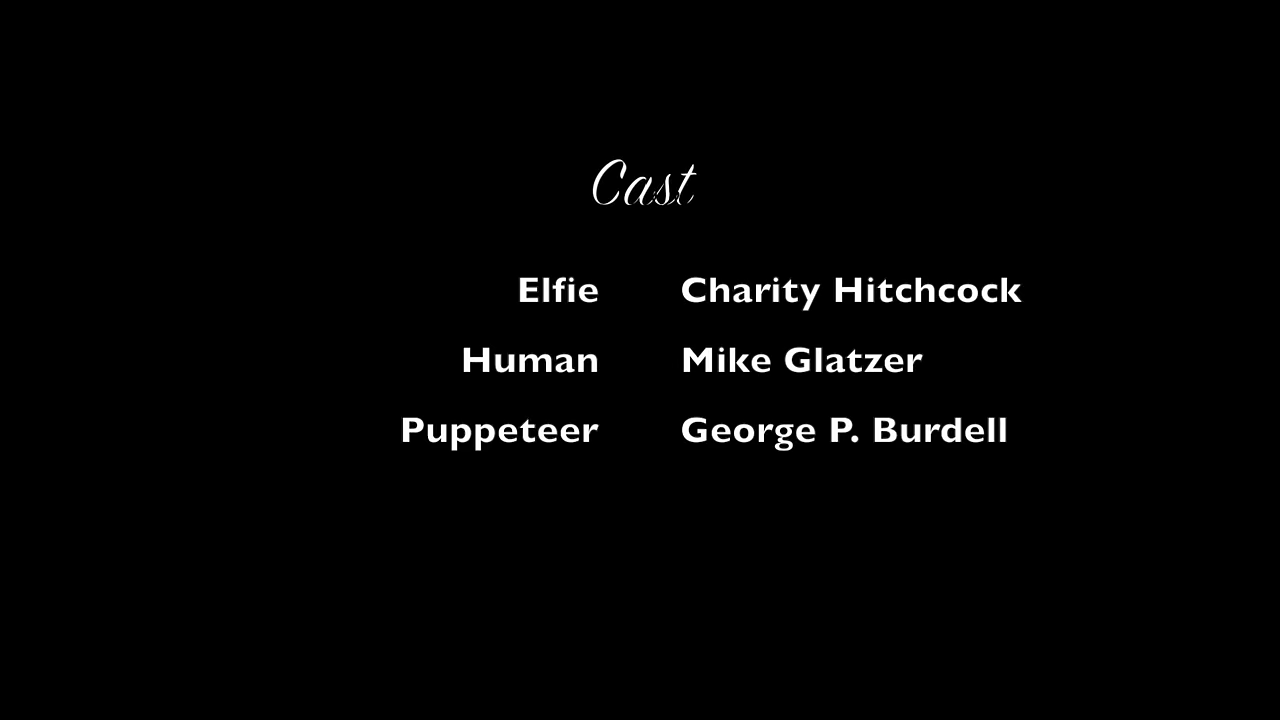 Cast
Elfie Charity Hitchcock
Human Mike Glatzer
Puppeteer George P. Burdell